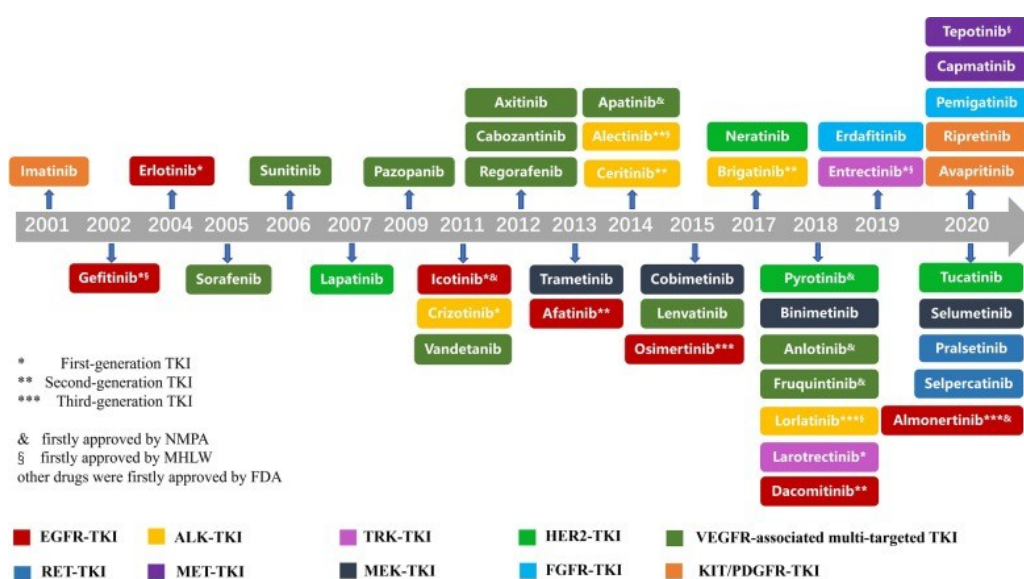 Tepotinib§
Capmatinib
Axitinib
Apatinib&
Pemigatinib
Cabozantinib
Alectinib**§
Neratinib
Erdafitinib
Ripretinib
Imatinib
Erlotinib*
Sunitinib
Pazopanib
Regorafenib
Ceritinib**
Brigatinib**
Entrectinib*§
Avapritinib
2001 2002 2004 2005 2006 2007 2009 2011 2012 2013 2014 2015 2017 2018 2019 2020
Gefitinib*§
Sorafenib
Lapatinib
Icotinib*&
Trametinib
Cobimetinib
Pyrotinib&
Tucatinib
Crizotinib*
Afatinib**
Lenvatinib
Binimetinib
Selumetinib
Vandetanib
Osimertinib***
Anlotinib&
Pralsetinib
Fruquintinib&
Selpercatinib
Lorlatinib***§
Almonertinib***&
Larotrectinib*
Dacomitinib**
* First-generation TKI
** Second-generation TKI
*** Third-generation TKI
& firstly approved by NMPA
§ firstly approved by MHLW
other drugs were firstly approved by FDA
EGFR-TKI
ALK-TKI
TRK-TKI
HER2-TKI
VEGFR-associated multi-targeted TKI
RET-TKI
MET-TKI
MEK-TKI
FGFR-TKI
KIT/PDGFR-TKI